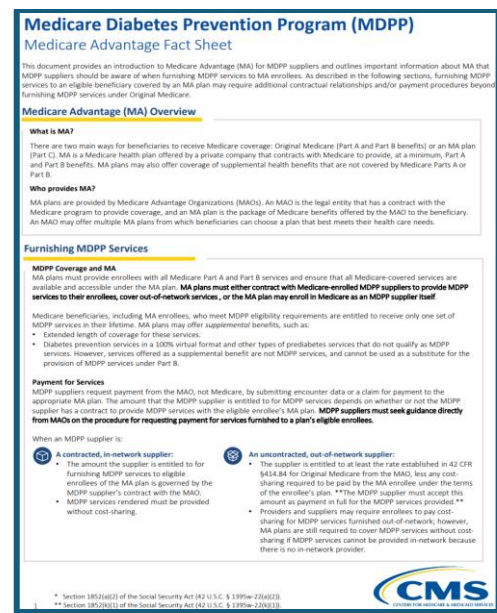 Medicare Diabetes Prevention Program (MDPP)
Medicare Advantage Fact Sheet
This document provides an introduction to Medicare Advantage (MA) for MDPP suppliers and outlines important information about MA that
MDPP suppliers should be aware of when furnishing MDPP services to MA enrollees. As described in the following sections, furnishing MDPP
services to an eligible beneficiary covered by an MA plan may require additional contractual relationships and/or payment procedures beyond
furnishing MDPP services under Original Medicare.
Medicare Advantage (MA) Overview
What is MA?
There are two main ways for beneficiaries to receive Medicare coverage: Original Medicare (Part A and Part B benefits) or an MA plan
(Part C). MA is a Medicare health plan offered by a private company that contracts with Medicare to provide, at a minimum, Part A
and Part B benefits. MA plans may also offer coverage of supplemental health benefits that are not covered by Medicare Parts A or
Part B.
Who provides MA?
MA plans are provided by Medicare Advantage Organizations (MAOs). An MAO is the legal entity that has a contract with the
Medicare program to provide coverage, and an MA plan is the package of Medicare benefits offered by the MAO to the beneficiary.
An MAO may offer multiple MA plans from which beneficiaries can choose a plan that best meets their health care needs.
Furnishing MDPP Services
MDPP Coverage and MA
MA plans must provide enrollees with all Medicare Part A and Part B services and ensure that all Medicare-covered services are
available and accessible under the MA plan. MA plans must either contract with Medicare-enrolled MDPP suppliers to provide MDPP
services to their enrollees, cover out-of-network services , or the MA plan may enroll in Medicare as an MDPP supplier itself.
Medicare beneficiaries, including MA enrollees, who meet MDPP eligibility requirements are entitled to receive only one set of
MDPP services in their lifetime. MA plans may offer supplemental benefits, such as:
• Extended length of coverage for these services.
• Diabetes prevention services in a 100% virtual format and other types of prediabetes services that do not qualify as MDPP
services. However, services offered as a supplemental benefit are not MDPP services, and cannot be used as a substitute for the
provision of MDPP services under Part B.
Payment for Services
MDPP suppliers request payment from the MAO, not Medicare, by submitting encounter data or a claim for payment to the
appropriate MA plan. The amount that the MDPP supplier is entitled to for MDPP services depends on whether or not the MDPP
supplier has a contract to provide MDPP services with the eligible enrollee's MA plan. MDPP suppliers must seek guidance directly
from MAOs on the procedure for requesting payment for services furnished to a plan's eligible enrollees.
When an MDPP supplier is:
A contracted, in-network supplier:
• The amount the supplier is entitled to for
furnishing MDPP services to eligible
enrollees of the MA plan is governed by the
MDPP supplier's contract with the MAO.
• MDPP services rendered must be provided
without cost-sharing.
An uncontracted, out-of-network supplier:
• The supplier is entitled to at least the rate established in 42 CFR
§414.84 for Original Medicare from the MAO, less any cost-
sharing required to be paid by the MA enrollee under the terms
of the enrollee's plan. **The MDPP supplier must accept this
amount as payment in full for the MDPP services provided.**
• Providers and suppliers may require enrollees to pay cost-
sharing for MDPP services furnished out-of-network; however,
MA plans are still required to cover MDPP services without cost-
sharing if MDPP services cannot be provided in-network because
there is no in-network provider.
* Section 1852(a)(2) of the Social Security Act (42 U.S.C. § 1395w-22(a)(2)).
1 ** Section 1852(k)(1) of the Social Security Act (42 U.S.C. § 1395w-22(k)(1)).
CMS
CENTERS FOR MEDICARE & MEDICAID SERVICES